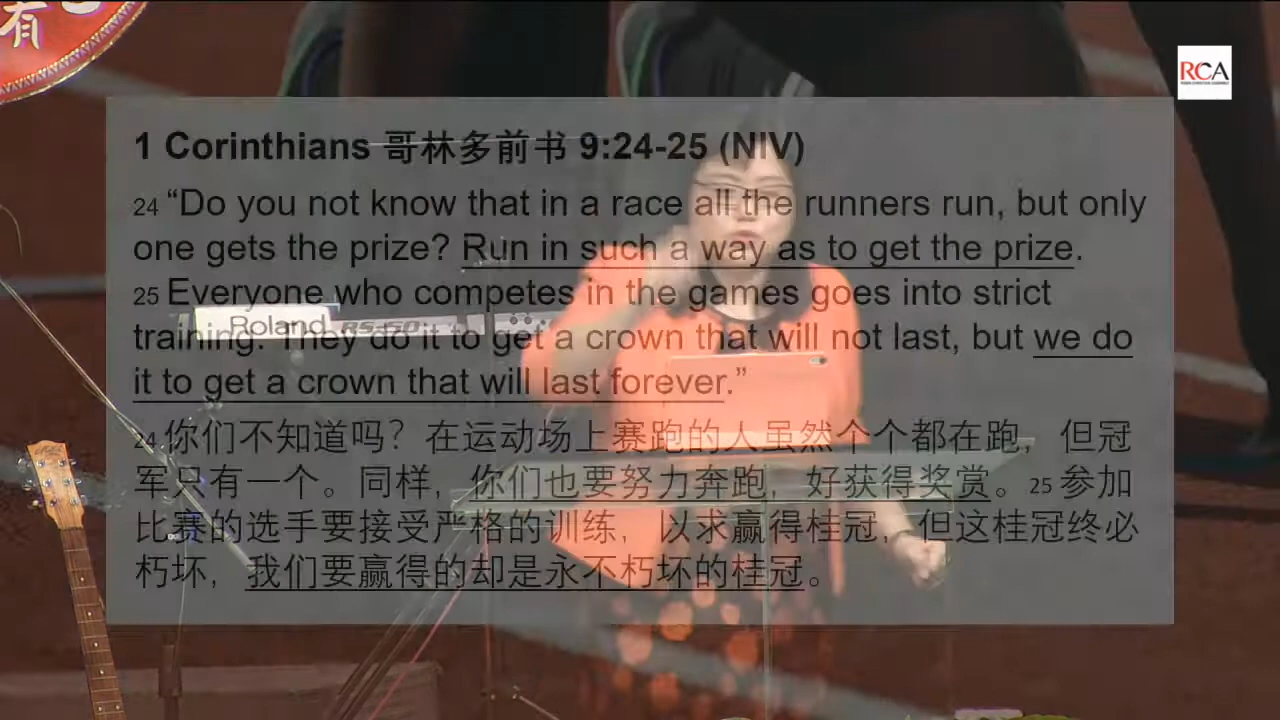 有
RCA
1 Corinthians 哥林多前书 9:24-25 (NIV)
24 “Do you not know that in a race all the runners run, but only
one gets the prize? Run in such a way as to get the prize.
25 Everyone who competes in the games goes into strict
training. They do it to get a crown that will not last, but we do
it to get a crown that will last forever.”
Roland
24 你们不知道吗？在运动场上赛跑的人虽然个个都在跑，但冠
军只有一个。同样，你们也要努力奔跑，好获得奖赏。25 参加
比赛的选手要接受严格的训练，以求赢得桂冠，但这桂冠终必
朽坏，我们要赢得的却是永不朽坏的桂冠。